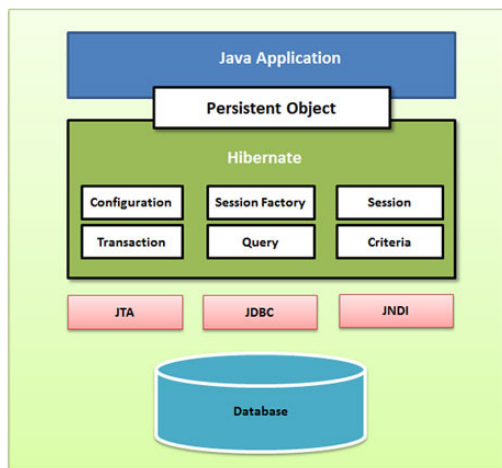 Java Application
Persistent Object
Hibernate
Configuration
Session Factory
Session
Transaction
Query
Criteria
JTA
JDBC
JNDI
Database